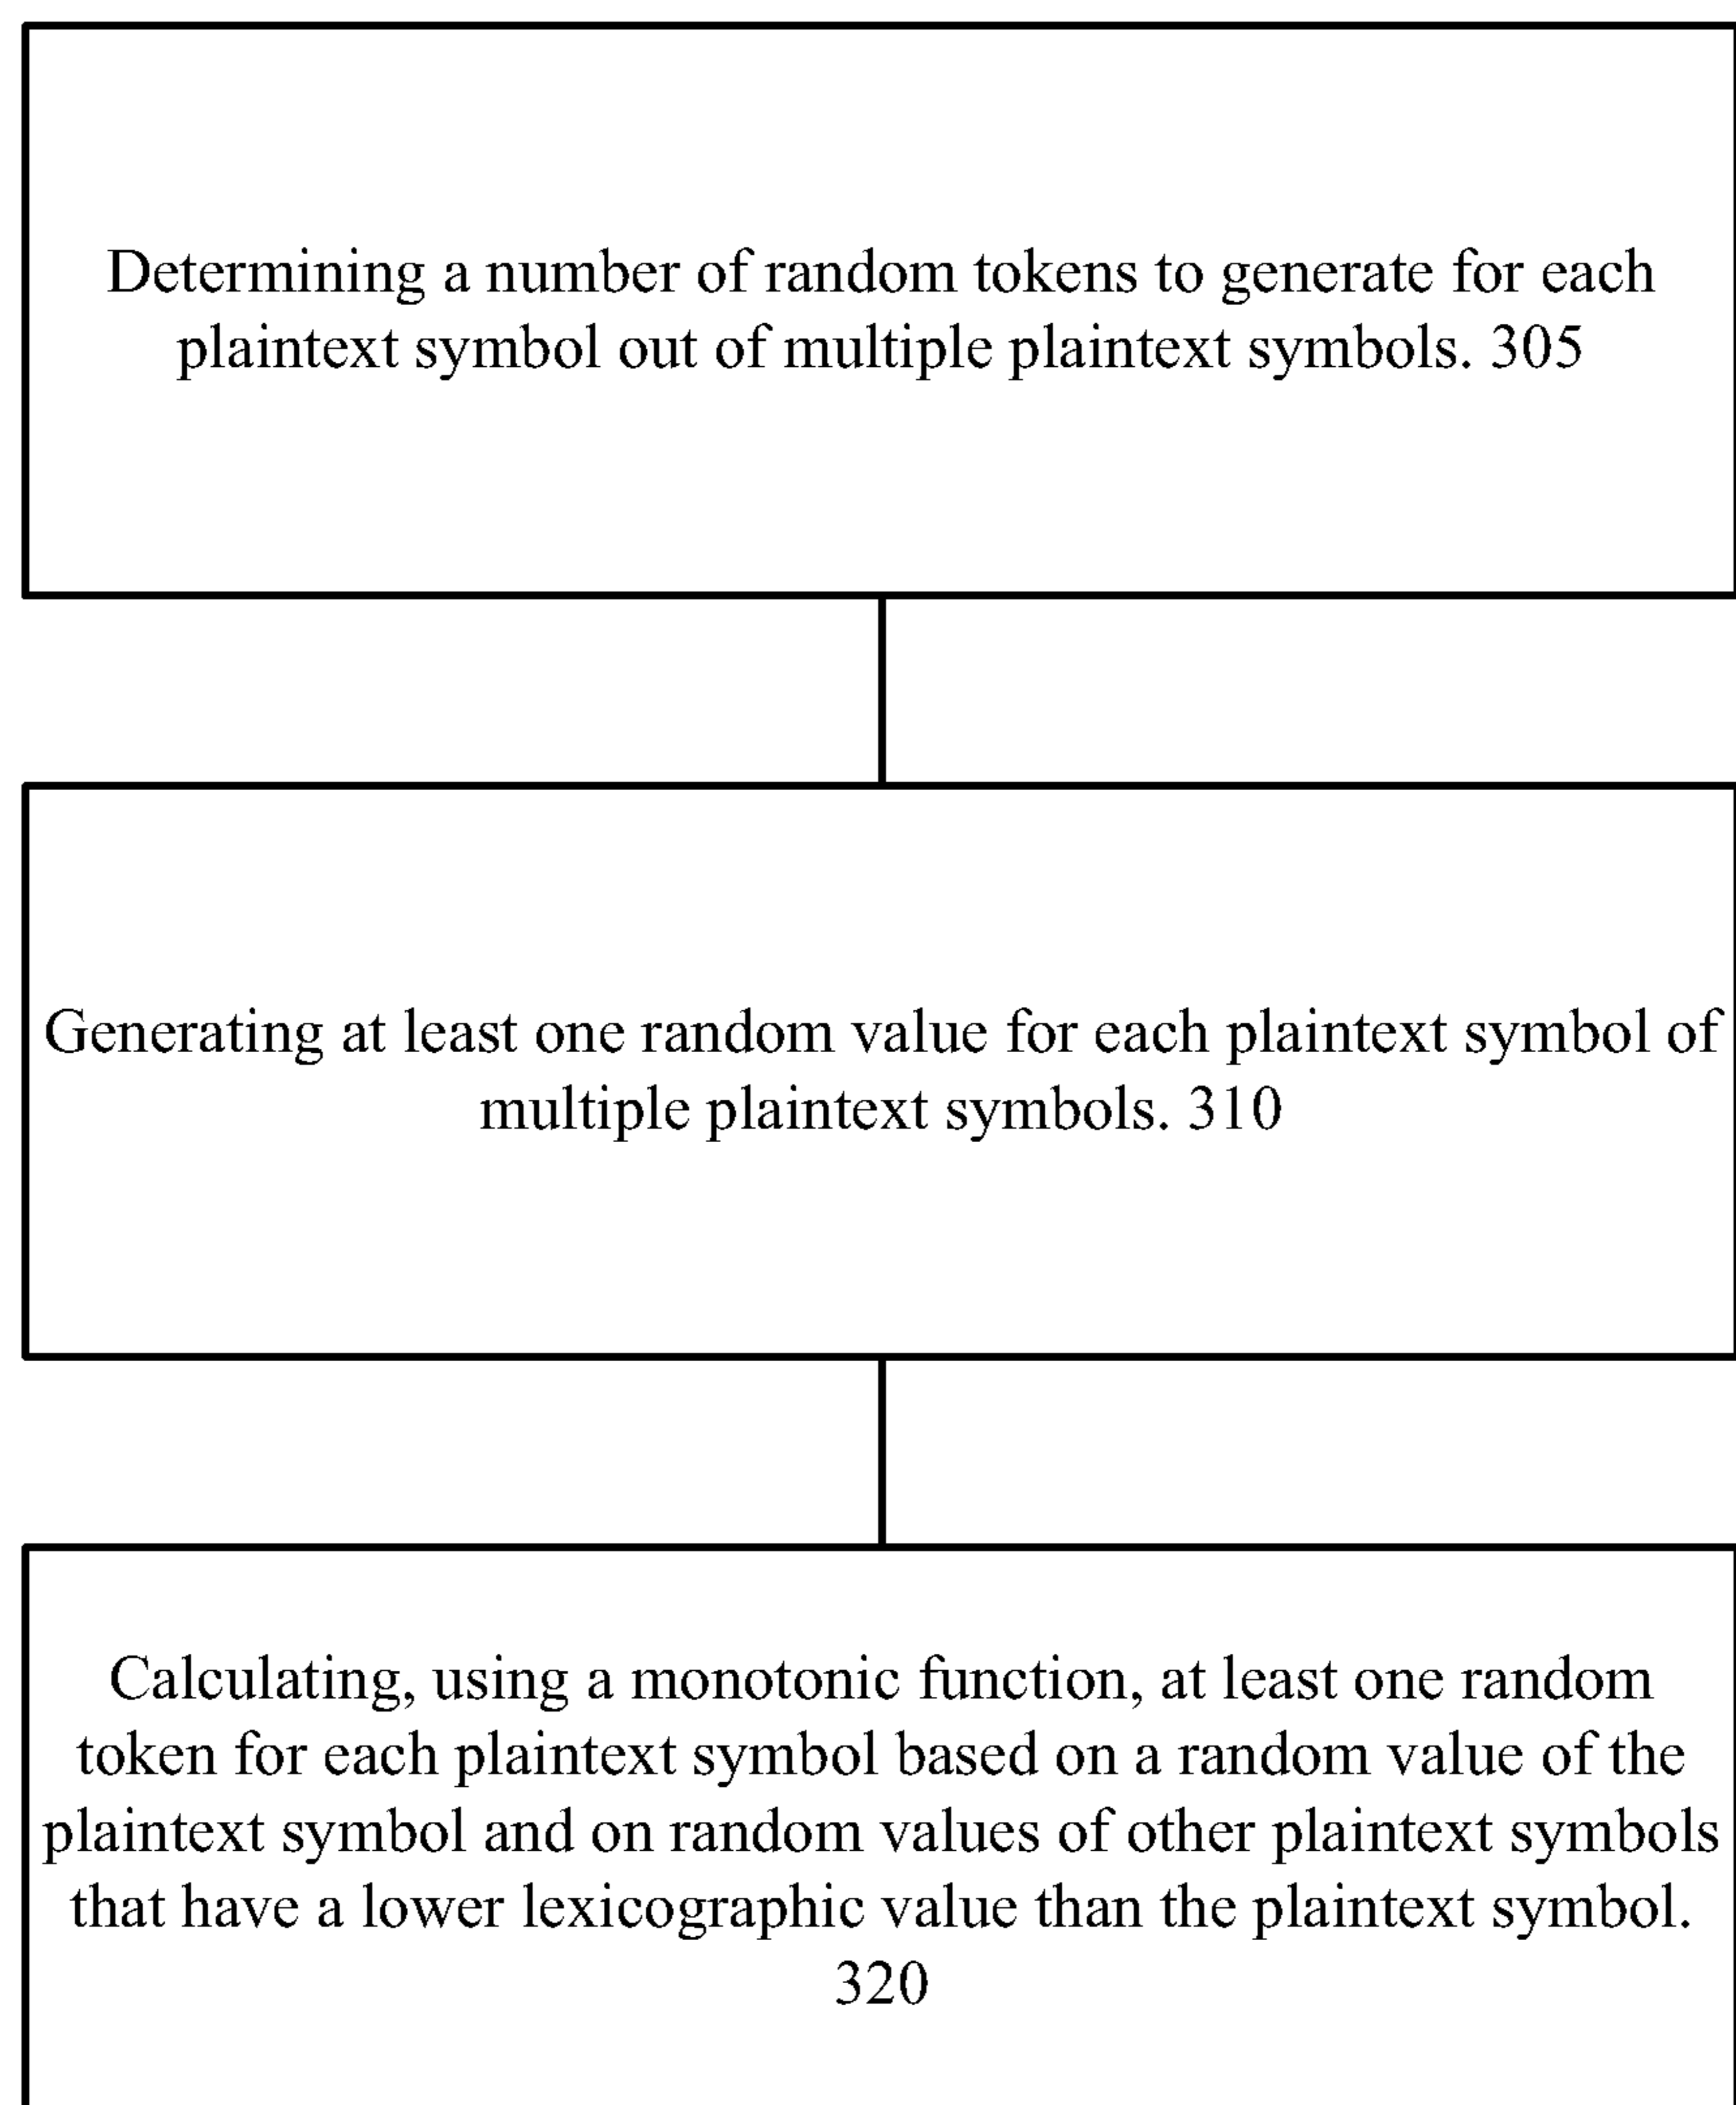 Determining a number of random tokens to generate for each
plaintext symbol out of multiple plaintext symbols. 305
Generating at least one random value for each plaintext symbol of
multiple plaintext symbols. 310
Calculating, using a monotonic function, at least one random
token for each plaintext symbol based on a random value of the
plaintext symbol and on random values of other plaintext symbols
that have a lower lexicographic value than the plaintext symbol.
320